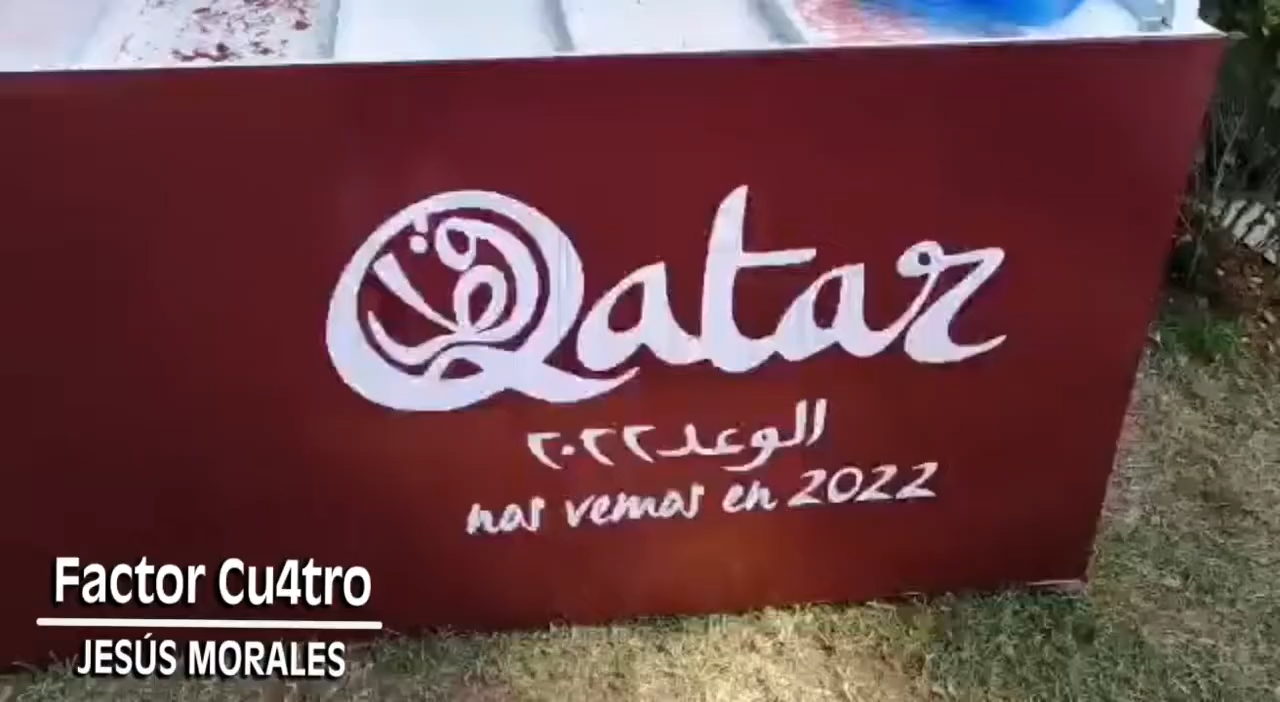 Qatar
الوعد ٢٠٢٢
nos vemos en 2022
Factor Cu4tro
JESÚS MORALES